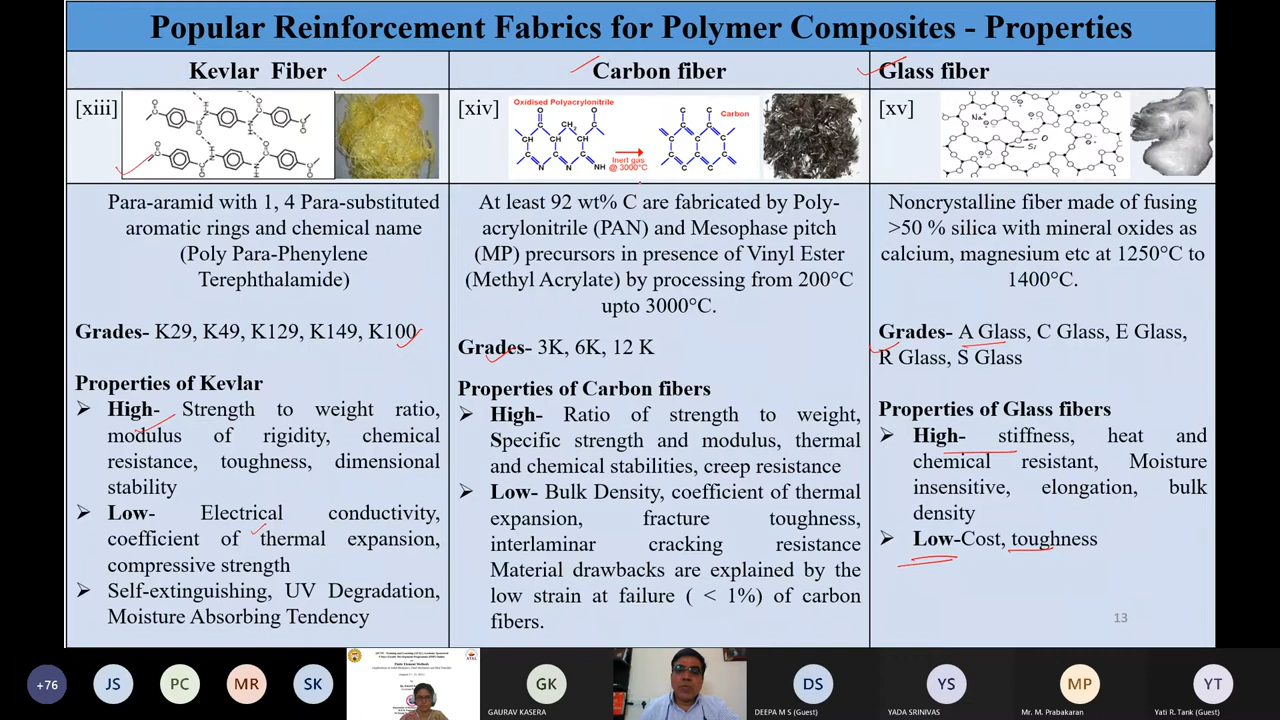 Popular Reinforcement Fabrics for Polymer Composites - Properties
Kevlar Fiber
Carbon fiber
Glass fiber
[xiii]
[xiv]
Oxidised Polyacrylonitrile
Carbon
Inert gas
@ 3000°C
[xv]
Para-aramid with 1, 4 Para-substituted
aromatic rings and chemical name
(Poly Para-Phenylene
Terephthalamide)
Grades- K29, K49, K129, K149, K100
Properties of Kevlar
➢ High- Strength to weight ratio,
modulus of rigidity, chemical
resistance, toughness, dimensional
stability
➢ Low- Electrical conductivity,
coefficient of thermal expansion,
compressive strength
➢ Self-extinguishing, UV Degradation,
Moisture Absorbing Tendency
At least 92 wt% C are fabricated by Poly-
acrylonitrile (PAN) and Mesophase pitch
(MP) precursors in presence of Vinyl Ester
(Methyl Acrylate) by processing from 200°C
upto 3000°C.
Grades- 3K, 6K, 12 K
Properties of Carbon fibers
➢ High- Ratio of strength to weight,
Specific strength and modulus, thermal
and chemical stabilities, creep resistance
➢ Low- Bulk Density, coefficient of thermal
expansion, fracture toughness,
interlaminar cracking resistance
Material drawbacks are explained by the
low strain at failure ( < 1%) of carbon
fibers.
Noncrystalline fiber made of fusing
>50 % silica with mineral oxides as
calcium, magnesium etc at 1250°C to
1400°C.
Grades- A Glass, C Glass, E Glass,
R Glass, S Glass
Properties of Glass fibers
➢ High- stiffness, heat and
chemical resistant, Moisture
insensitive, elongation, bulk
density
➢ Low-Cost, toughness
13
+76
JS
PC
MR
SK
GK
GAURAV KASERA
DS
DEEPA M S (Guest)
YS
YADA SRINIVAS
MP
Mr. M. Prabakaran
YT
Yati R. Tank (Guest)